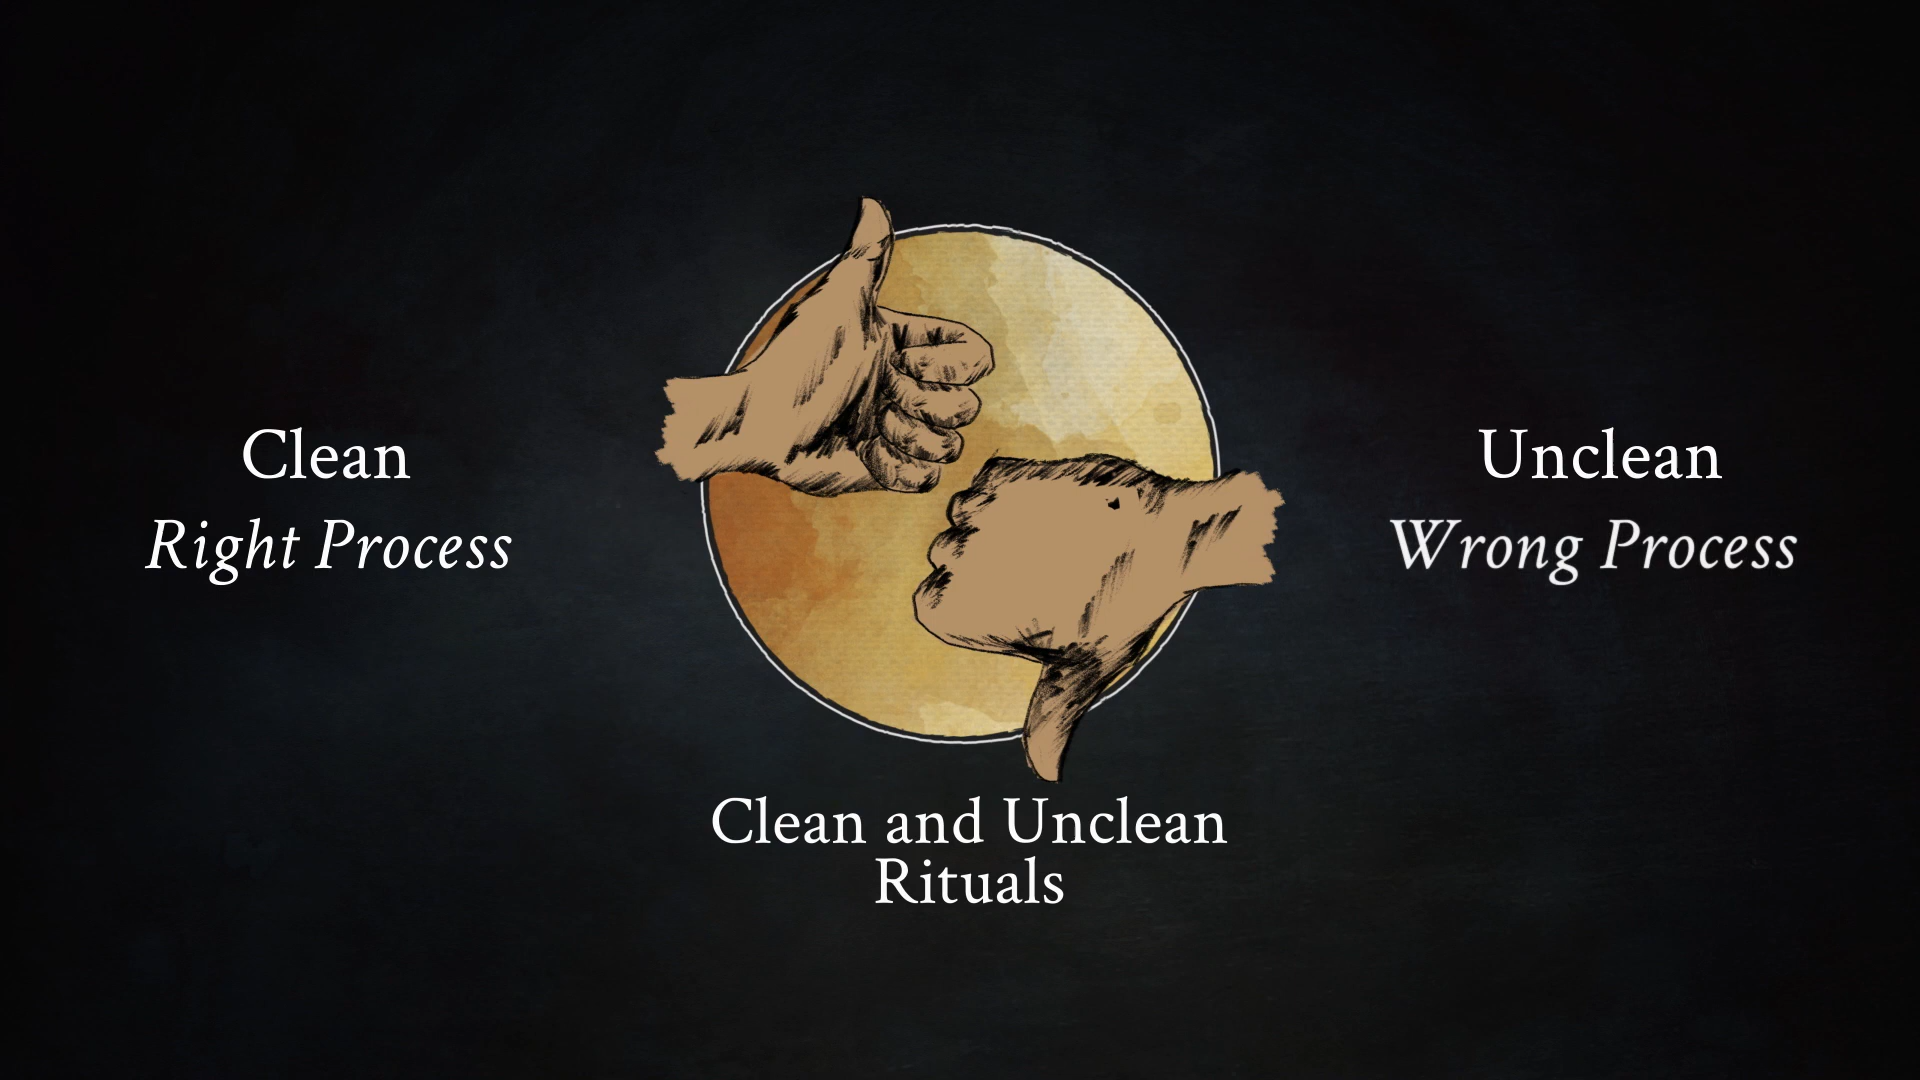 Clean
Right Process
Unclean
Wrong Process
Clean and Unclean
Rituals